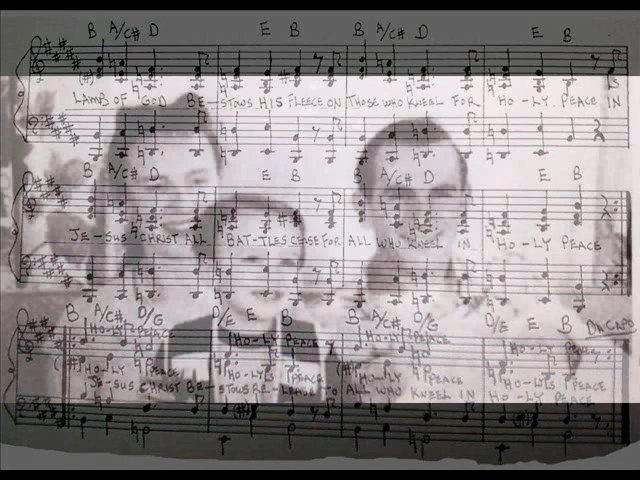 B A/C# D E B B A/C# D E B
LAMB OF GOD BE-STOWS HIS FLEECE ON THOSE WHO KNEEL FOR HO-LY PEACE IN
B A/C# D E B B A/C# D E B
JE-SUS CHRIST ALL BAT-TLES CEASE FOR ALL WHO KNEEL IN HO-LY PEACE
B A/C# D/G D/E E B B A/C# D/G D/E E B DA CAPO
HO-LY PEACE HO-LY PEACE HO-LY PEACE HO-LY PEACE
HO-LY PEACE HO-LY PEACE HO-LY PEACE HO-LY PEACE
JE-SUS CHRIST BE-STOWS RE-LEASE TO ALL WHO KNEEL IN HO-LY PEACE